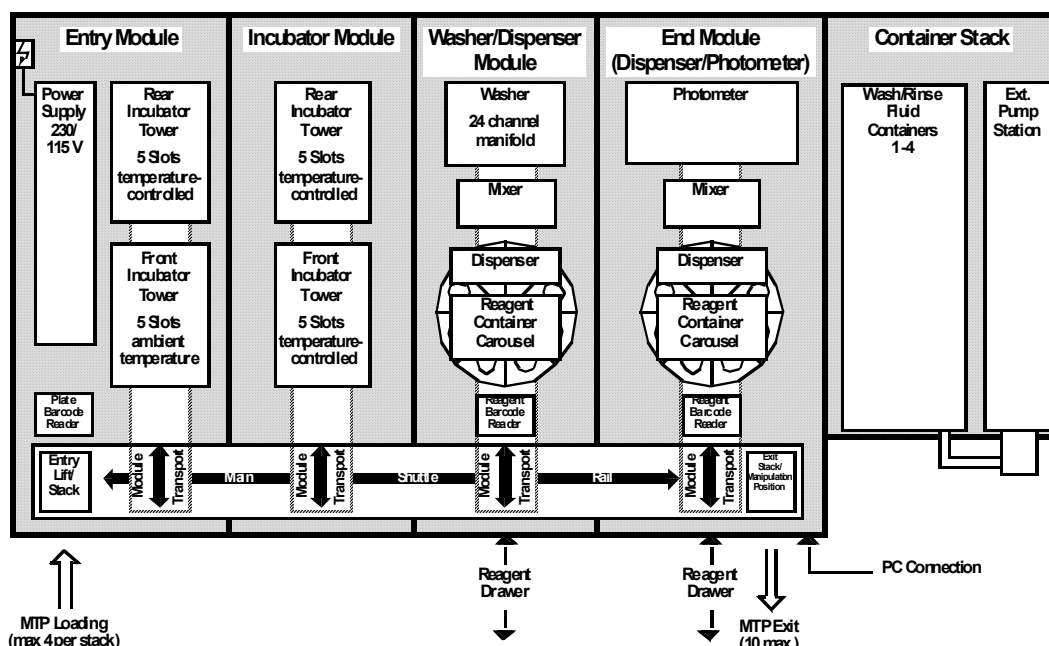 Entry Module
Power
Supply
230/
115 V
Rear
Incubator
Tower
5 Slots
temperature-
controlled
Front
Incubator
Tower
5 Slots
ambient
temperature
Plate
Barcode
Reader
Entry
Lift/
Stack
Module
Transpot
Incubator Module
Rear
Incubator
Tower
5 Slots
temperature-
controlled
Front
Incubator
Tower
5 Slots
temperature-
controlled
Module
Transpot
Washer/Dispenser
Module
Washer
24 channel
manifold
Mixer
Dispenser
Reagent
Container
Carousel
Reagent
Barcode
Reader
Module
Transpot
End Module
(Dispenser/Photometer)
Photometer
Mixer
Dispenser
Reagent
Container
Carousel
Reagent
Barcode
Reader
Module
Transpot
Exit
Stack/
Manipulation
Position
Main Shuttle Rail
Container Stack
Wash/Rinse
Fluid
Containers
1-4
Ext.
Pump
Station
MTP Loading
(max 4 per stack)
Reagent
Drawer
Reagent
Drawer
MTP Exit
(10 max.)
PC Connection